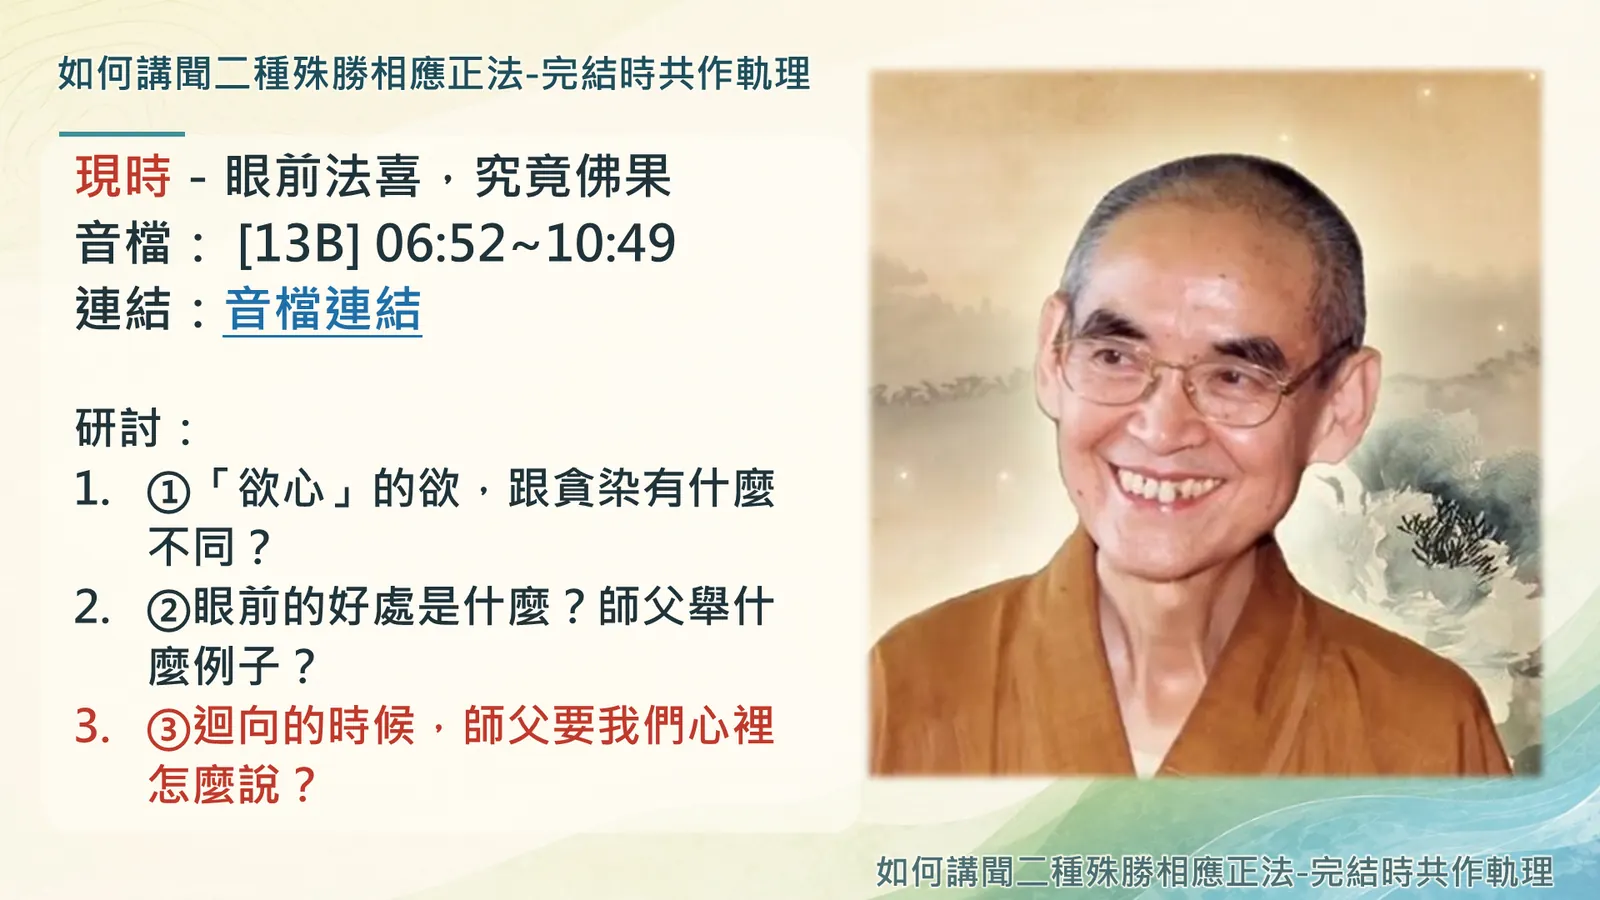 如何講聞二種殊勝相應正法-完結時共作軌理
現時 - 眼前法喜，究竟佛果
音檔： [13B] 06:52~10:49
連結：音檔連結
研討：
1. ①「欲心」的欲，跟貪染有什麼
不同？
2. ②眼前的好處是什麼？師父舉什
麼例子？
3. ③迴向的時候，師父要我們心裡
怎麼說？
如何講聞二種殊勝相應正法-完結時共作軌理